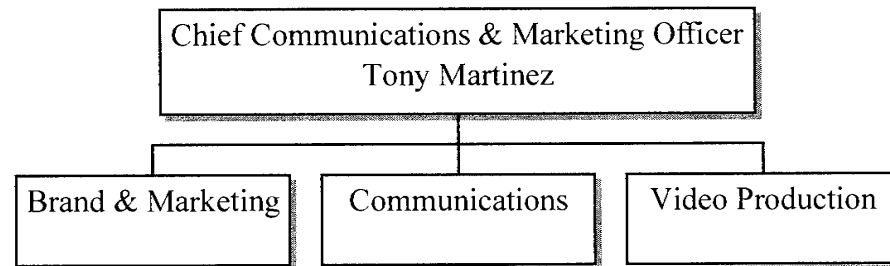 Chief Communications & Marketing Officer
Tony Martinez
Brand & Marketing
Communications
Video Production